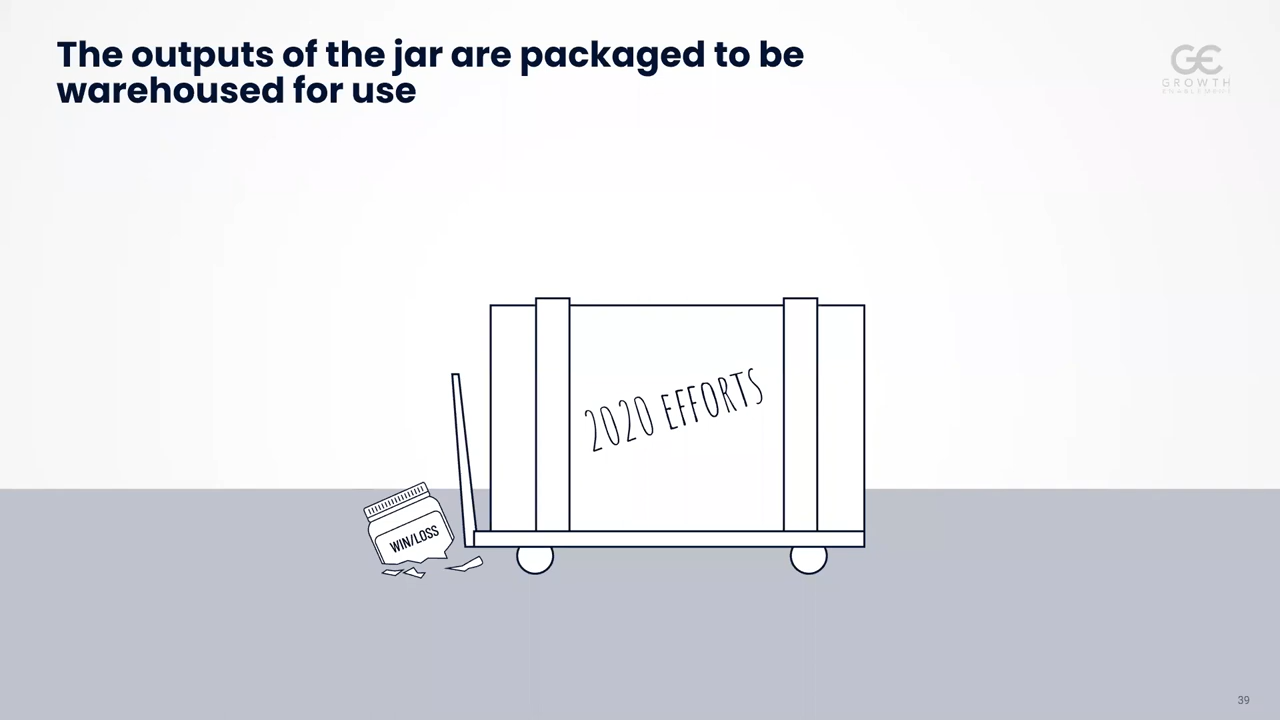 The outputs of the jar are packaged to be
warehoused for use
GE
GROWTH
ENABLEMENT
2020 EFFORTS
WIN/LOSS
39